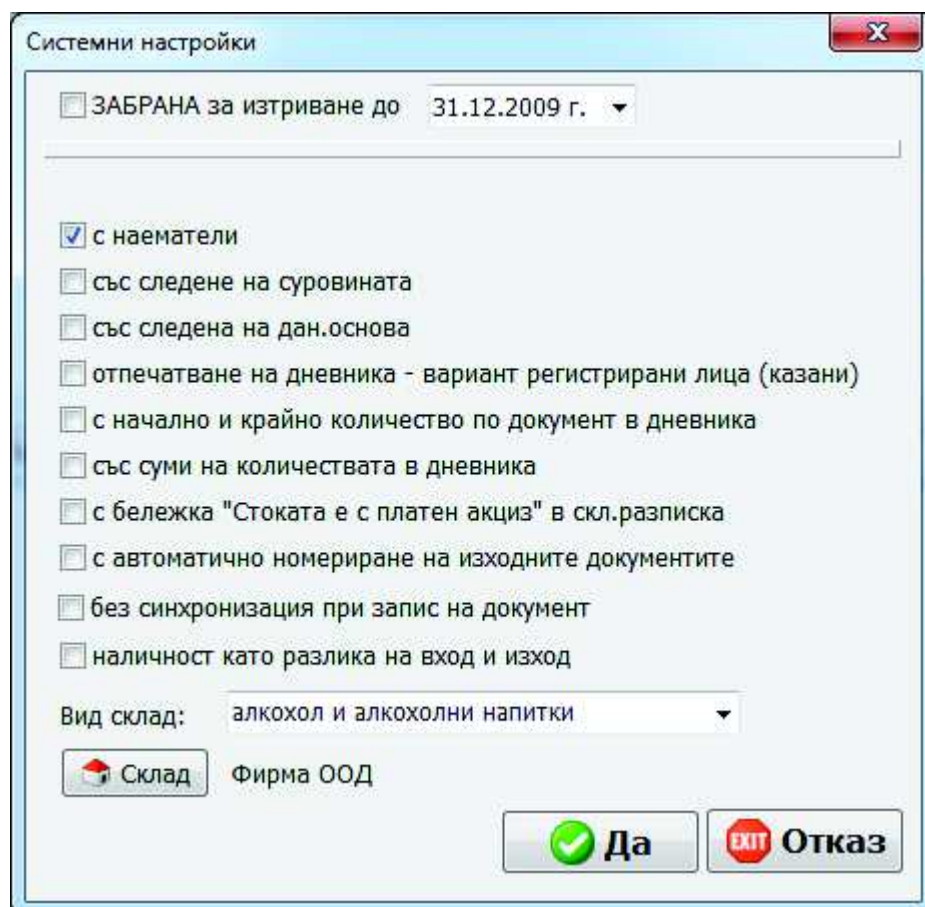 Системни настройки
ЗАБРАНА за изтриване до 31.12.2009 г.
с наематели
със следене на суровината
със следена на дан.основа
отпечатване на дневника - вариант регистрирани лица (казани)
с начално и крайно количество по документ в дневника
със суми на количествата в дневника
с бележка "Стоката е с платен акциз" в скл.разписка
с автоматично номериране на изходните документите
без синхронизация при запис на документ
наличност като разлика на вход и изход
Вид склад: алкохол и алкохолни напитки
Склад Фирма ООД
Да EXIT Отказ